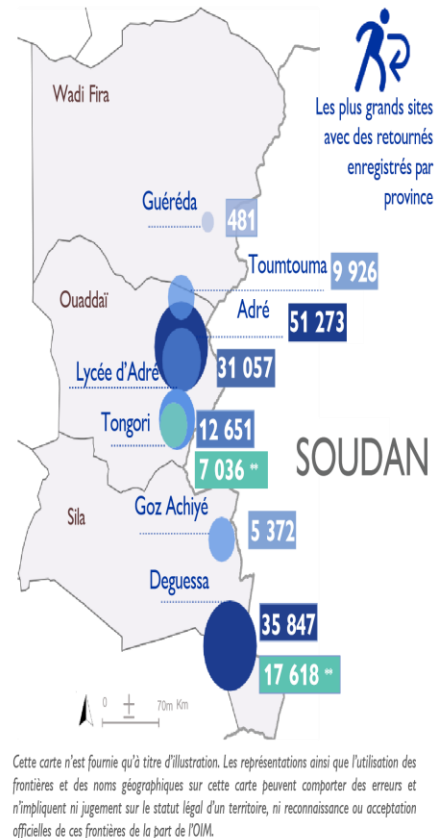 Wadi Fira
Les plus grands sites
avec des retournés
enregistrés par
province
Guéréda
481
Toumtouma
9 926
Ouaddaï
Adré
51 273
31 057
Lycée d'Adré
Tongori
12 651
7 036 **
SOUDAN
Sila
Goz Achiyé
5 372
Deguessa
35 847
17 618 **
0
70m Km
Cette carte n'est fournie qu'à titre d'illustration. Les représentations ainsi que l'utilisation des
frontières et des noms géographiques sur cette carte peuvent comporter des erreurs et
n'impliquent ni jugement sur le statut légal d'un territoire, ni reconnaissance ou acceptation
officielles de ces frontières de la part de l'OIM.